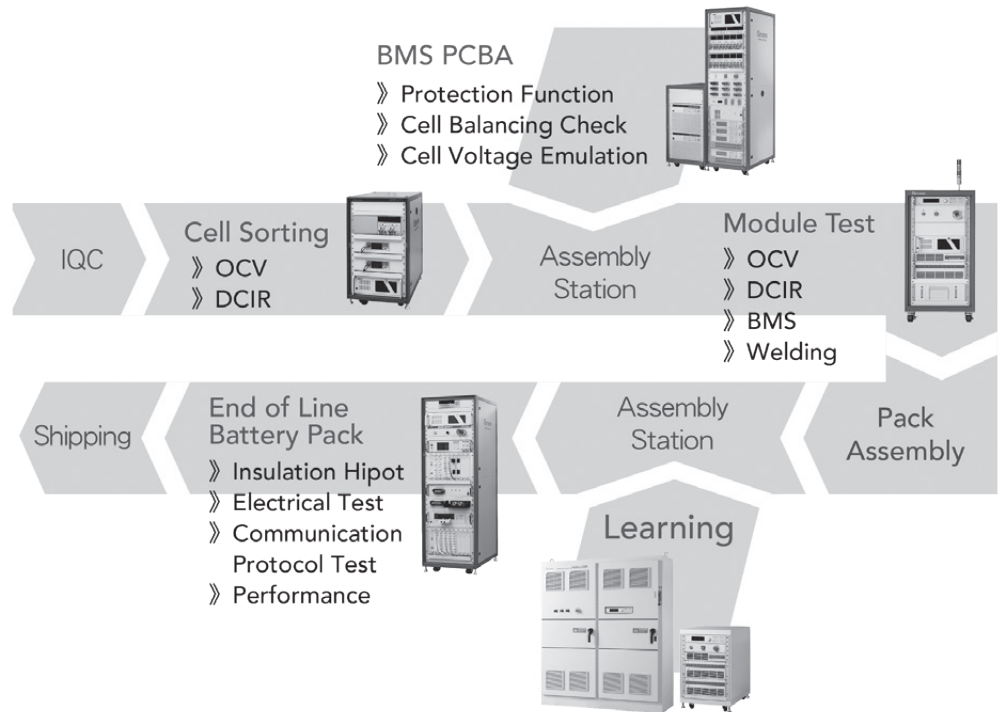 BMS PCBA
》 Protection Function
》 Cell Balancing Check
》 Cell Voltage Emulation
IQC
Cell Sorting
》 OCV
》 DCIR
Assembly
Station
Module Test
》 OCV
》 DCIR
》 BMS
》 Welding
Pack
Assembly
Assembly
Station
Learning
End of Line
Battery Pack
》 Insulation Hipot
》 Electrical Test
》 Communication
Protocol Test
》 Performance
Shipping